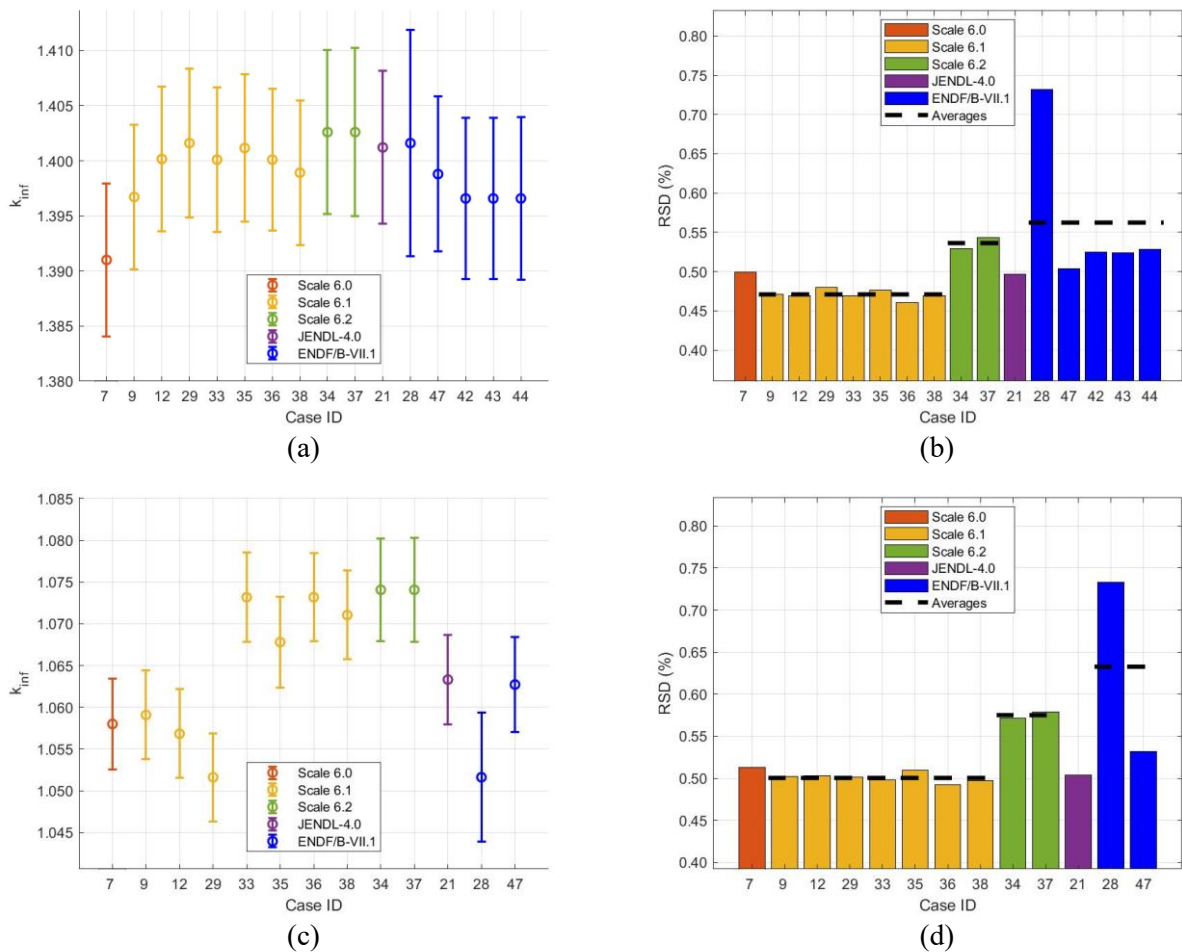 1.410
1.405
1.400
1.395
1.390
1.385
1.380
k_inf
Scale 6.0
Scale 6.1
Scale 6.2
JENDL-4.0
ENDF/B-VII.1
7 9 12 29 33 35 36 38 34 37 21 28 47 42 43 44
Case ID
(a)
0.80
0.75
0.70
0.65
0.60
0.55
0.50
0.45
0.40
RSD (%)
Scale 6.0
Scale 6.1
Scale 6.2
JENDL-4.0
ENDF/B-VII.1
Averages
7 9 12 29 33 35 36 38 34 37 21 28 47 42 43 44
Case ID
(b)
1.085
1.080
1.075
1.070
1.065
1.060
1.055
1.050
1.045
k_inf
Scale 6.0
Scale 6.1
Scale 6.2
JENDL-4.0
ENDF/B-VII.1
7 9 12 29 33 35 36 38 34 37 21 28 47
Case ID
(c)
0.80
0.75
0.70
0.65
0.60
0.55
0.50
0.45
0.40
RSD (%)
Scale 6.0
Scale 6.1
Scale 6.2
JENDL-4.0
ENDF/B-VII.1
Averages
7 9 12 29 33 35 36 38 34 37 21 28 47
Case ID
(d)